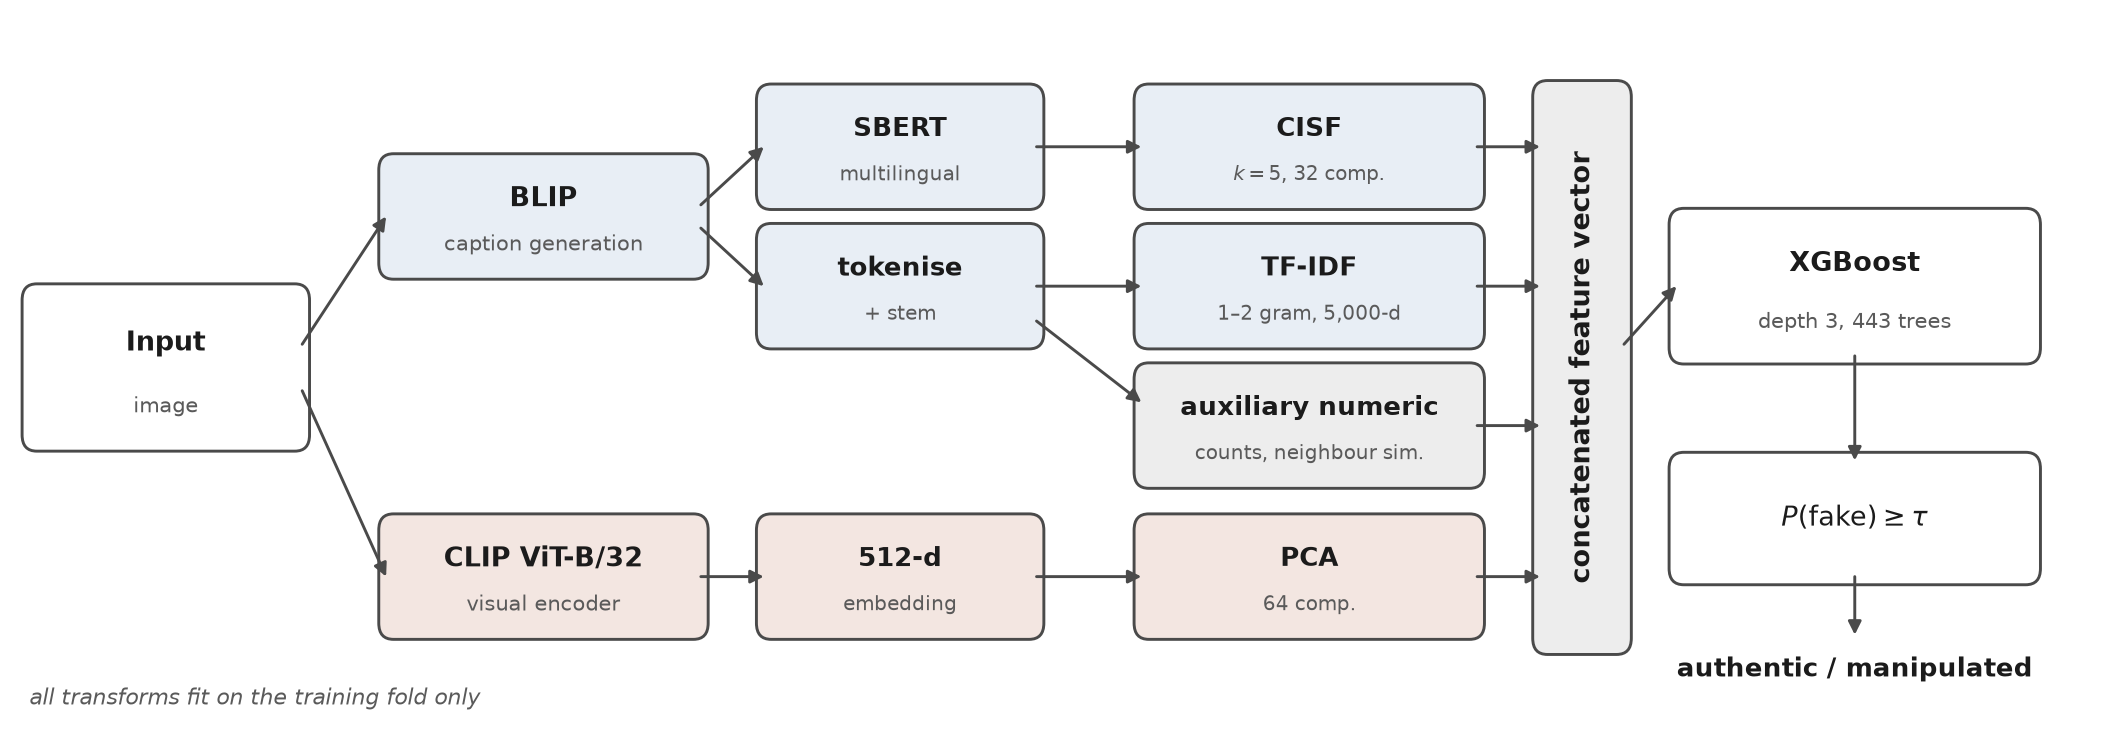 Input
image
BLIP
caption generation
SBERT
multilingual
tokenise
+ stem
CISF
k = 5, 32 comp.
TF-IDF
1–2 gram, 5,000-d
auxiliary numeric
counts, neighbour sim.
CLIP ViT-B/32
visual encoder
512-d
embedding
PCA
64 comp.
concatenated feature vector
XGBoost
depth 3, 443 trees
P(fake) ≥ τ
authentic / manipulated
all transforms fit on the training fold only